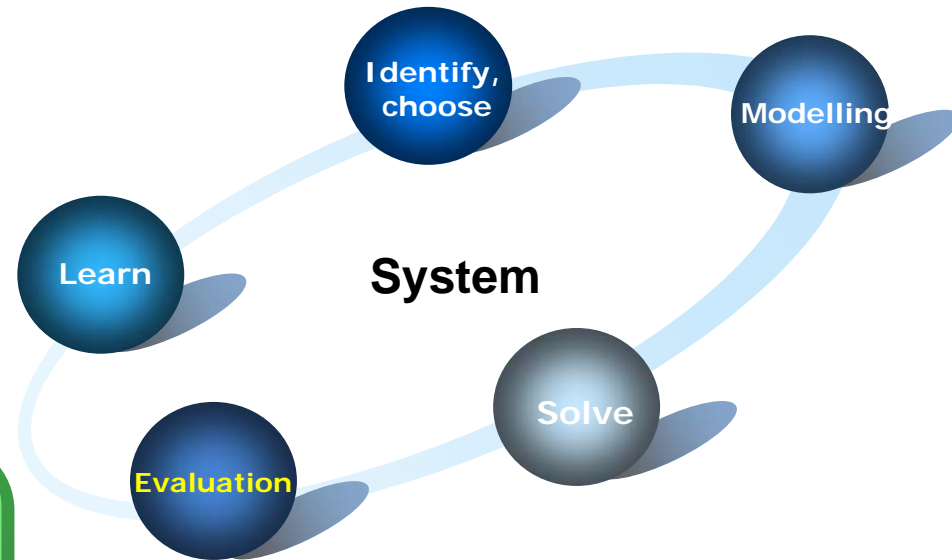 Identify,
choose
Modelling
Learn
System
Solve
Evaluation